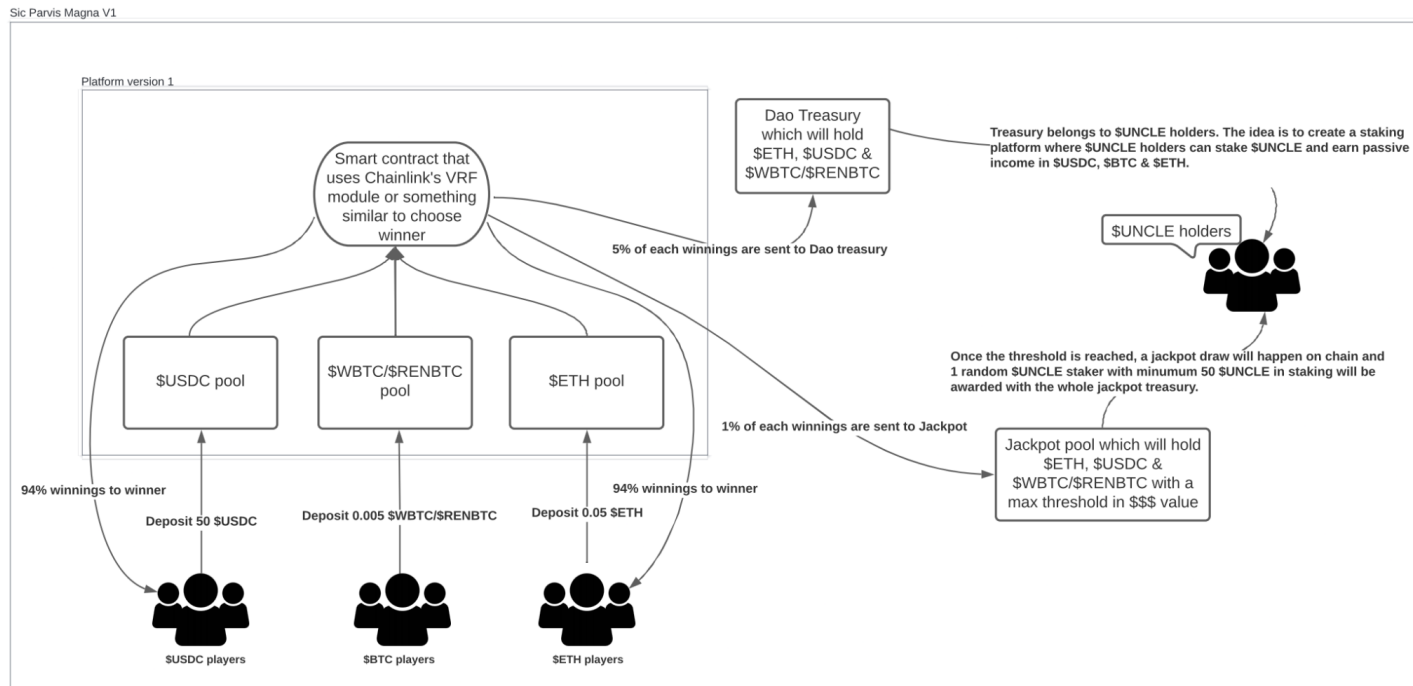 Sic Parvis Magna V1
Platform version 1
Smart contract that
uses Chainlink's VRF
module or something
similar to choose
winner
Dao Treasury
which will hold
$ETH, $USDC &
$WBTC/$RENBTC
Treasury belongs to $UNCLE holders. The idea is to create a staking
platform where $UNCLE holders can stake $UNCLE and earn passive
income in $USDC, $BTC & $ETH.
$UNCLE holders
5% of each winnings are sent to Dao treasury
$USDC pool
$WBTC/$RENBTC
pool
$ETH pool
Once the threshold is reached, a jackpot draw will happen on chain and
1 random $UNCLE staker with minumum 50 $UNCLE in staking will be
awarded with the whole jackpot treasury.
1% of each winnings are sent to Jackpot
Jackpot pool which will hold
$ETH, $USDC &
$WBTC/$RENBTC with a
max threshold in $$$ value
94% winnings to winner
94% winnings to winner
Deposit 50 $USDC
Deposit 0.005 $WBTC/$RENBTC
Deposit 0.05 $ETH
$USDC players
$BTC players
$ETH players